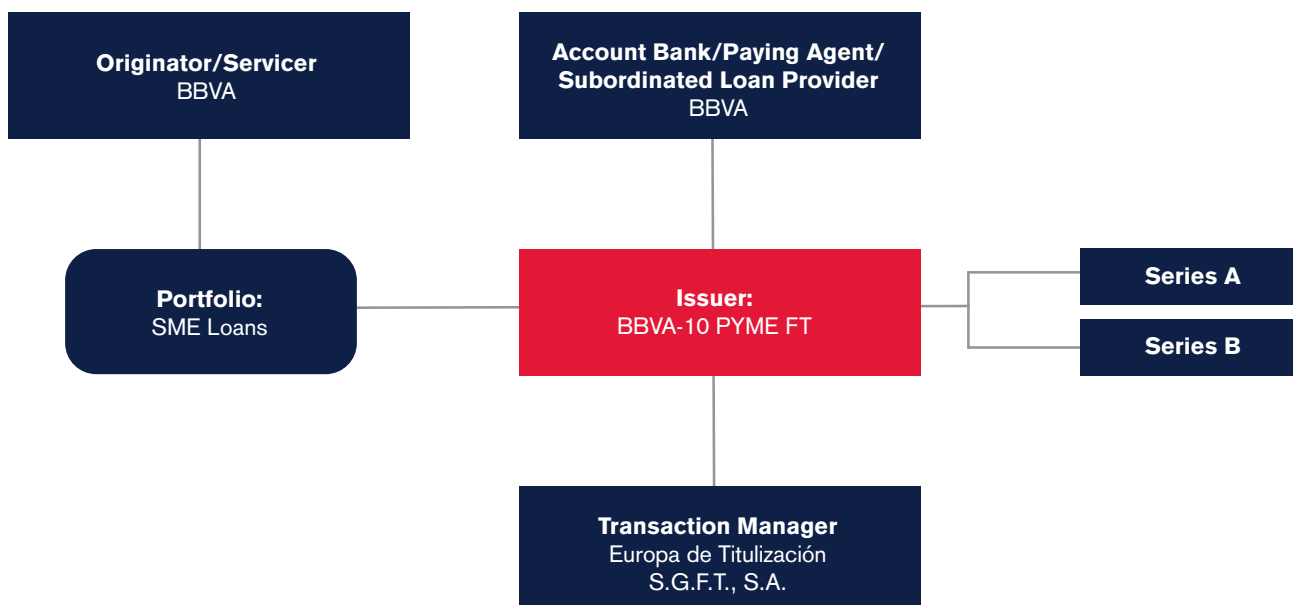 Originator/Servicer
BBVA
Account Bank/Paying Agent/
Subordinated Loan Provider
BBVA
Portfolio:
SME Loans
Issuer:
BBVA-10 PYME FT
Series A
Series B
Transaction Manager
Europa de Titulización
S.G.F.T., S.A.